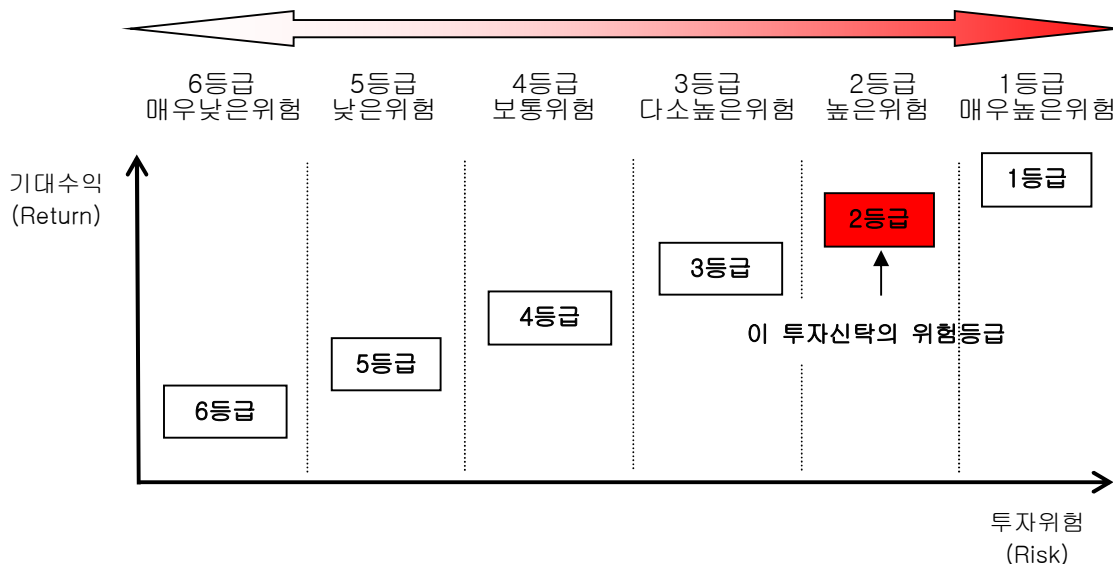 6등급 5등급 4등급 3등급 2등급 1등급
매우낮은위험 낮은위험 보통위험 다소높은위험 높은위험 매우높은위험
기대수익
(Return)
1등급
2등급
3등급
4등급
이 투자신탁의 위험등급
5등급
6등급
투자위험
(Risk)